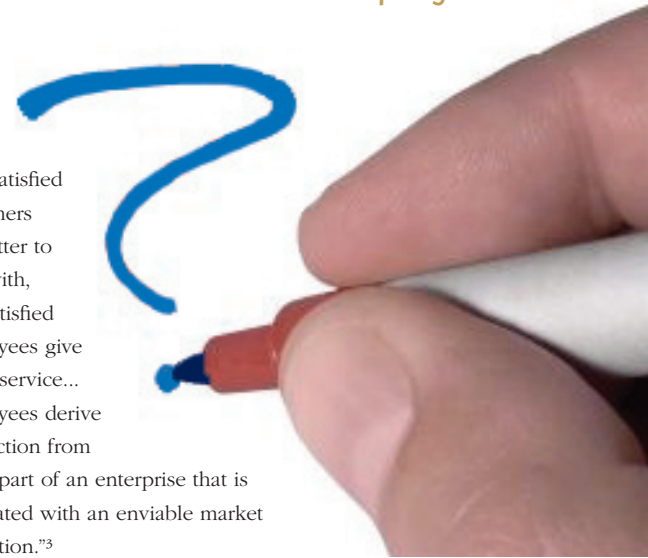 ?
atisfied
ners
tter to
ith,
tisfied
yees give
service...
yees derive
ction from
part of an enterprise that is
ated with an enviable market
tion.”³